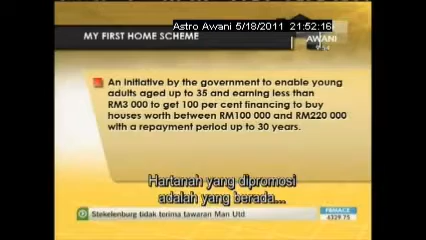 Astro Awani 5/18/2011 21:52:16
MY FIRST HOME SCHEME
AWANI
9:54
An initiative by the government to enable young
adults aged up to 35 and earning less than
RM3 000 to get 100 per cent financing to buy
houses worth between RM100 000 and RM220 000
with a repayment period up to 30 years.
Hartanah yang dipromosi
adalah yang berada...
Stekelenburg tidak terima tawaran Man Utd
4329 75